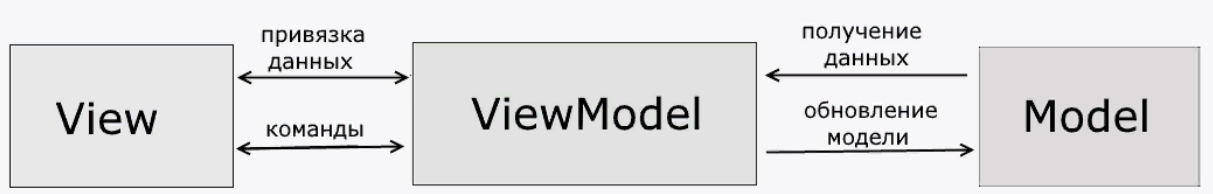 View
привязка
данных
команды
ViewModel
получение
данных
обновление
модели
Model